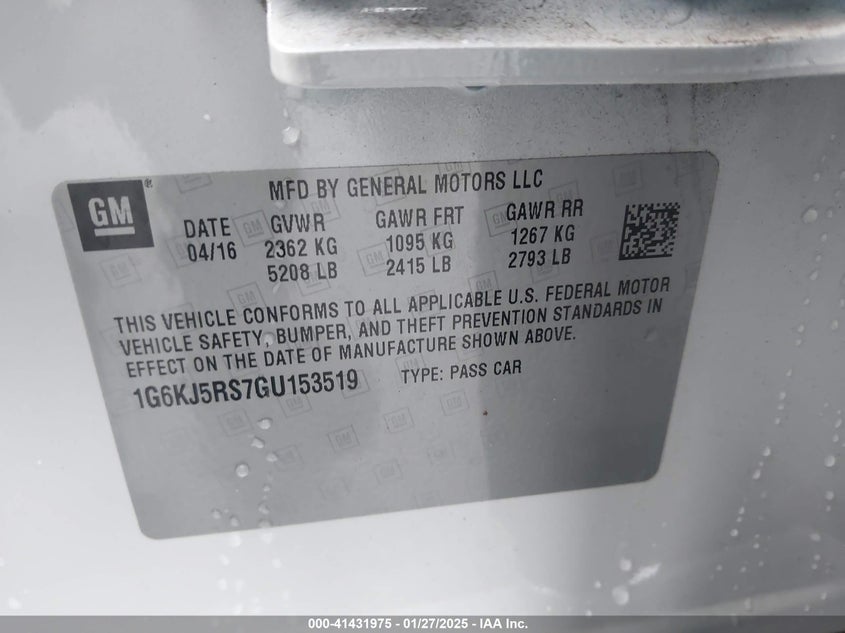 GM
MFD BY GENERAL MOTORS LLC
DATE GVWR GAWR FRT GAWR RR
04/16 2362 KG 1095 KG 1267 KG
5208 LB 2415 LB 2793 LB
THIS VEHICLE CONFORMS TO ALL APPLICABLE U.S. FEDERAL MOTOR
VEHICLE SAFETY, BUMPER, AND THEFT PREVENTION STANDARDS IN
EFFECT ON THE DATE OF MANUFACTURE SHOWN ABOVE.
1G6KJ5RS7GU153519 TYPE: PASS CAR
000-41431975 | 01/27/2025 | IAA Inc.